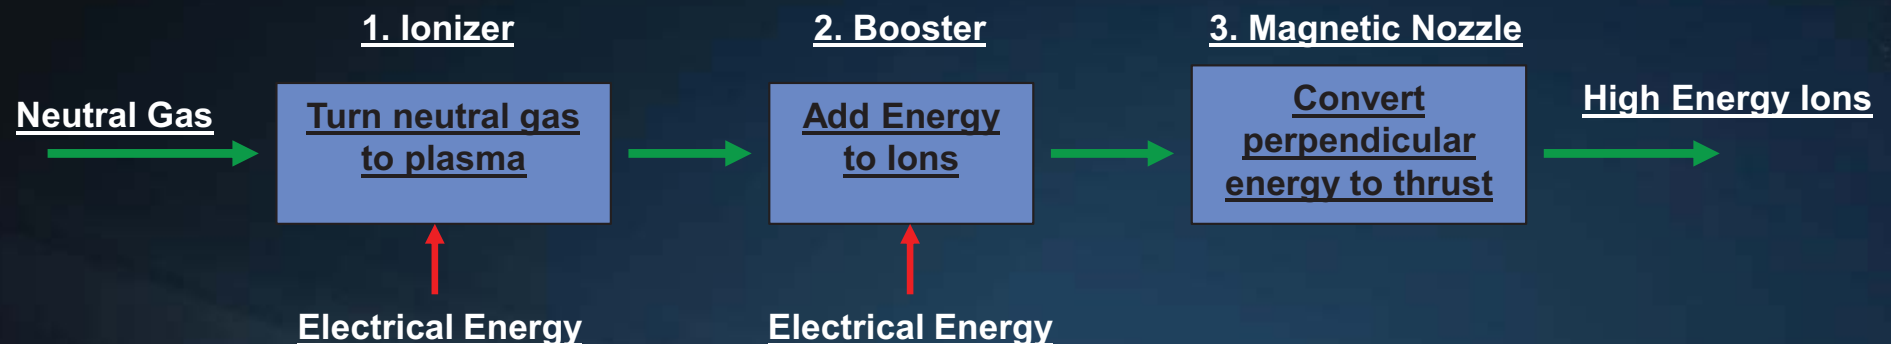 1. Ionizer
2. Booster
3. Magnetic Nozzle
Neutral Gas
Turn neutral gas
to plasma
Add Energy
to Ions
Convert
perpendicular
energy to thrust
High Energy Ions
Electrical Energy
Electrical Energy